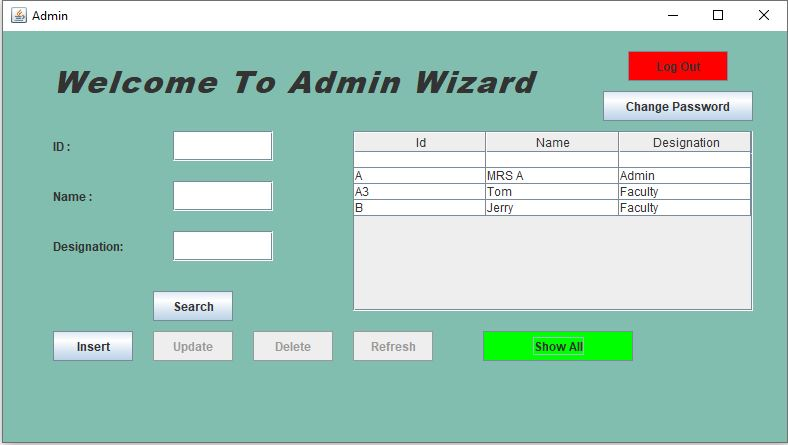 Admin
Welcome To Admin Wizard
Log Out
Change Password
ID :
Name :
Designation:
Id Name Designation
A MRS A Admin
A3 Tom Faculty
B Jerry Faculty
Search
Insert Update Delete Refresh Show All